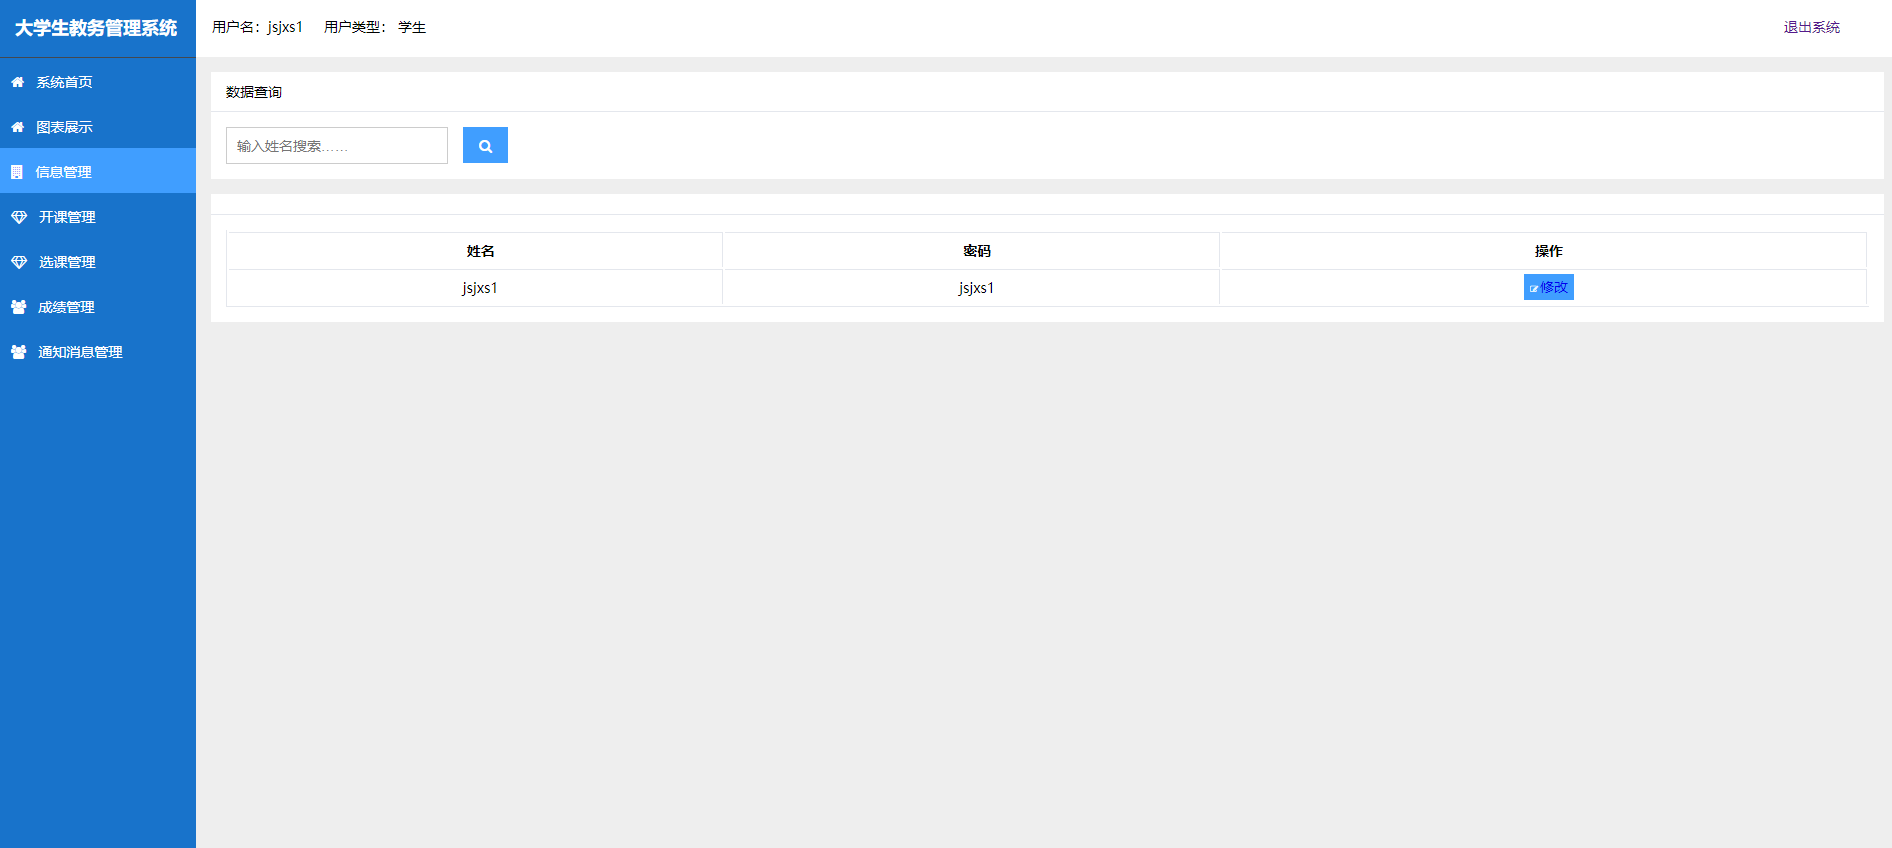 大学生教务管理系统
用户名：jsjxs1 用户类型： 学生
退出系统
系统首页
图表展示
信息管理
开课管理
选课管理
成绩管理
通知消息管理
数据查询
输入姓名搜索……
姓名 密码 操作
jsjxs1 jsjxs1 修改